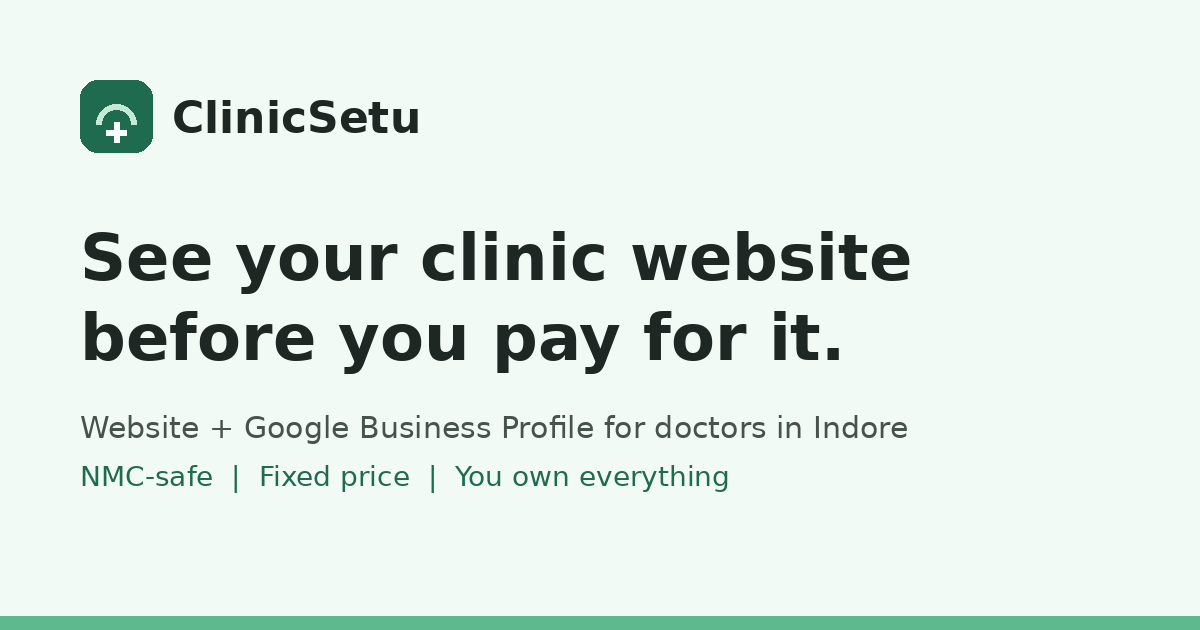 ClinicSetu
See your clinic website
before you pay for it.
Website + Google Business Profile for doctors in Indore
NMC-safe | Fixed price | You own everything